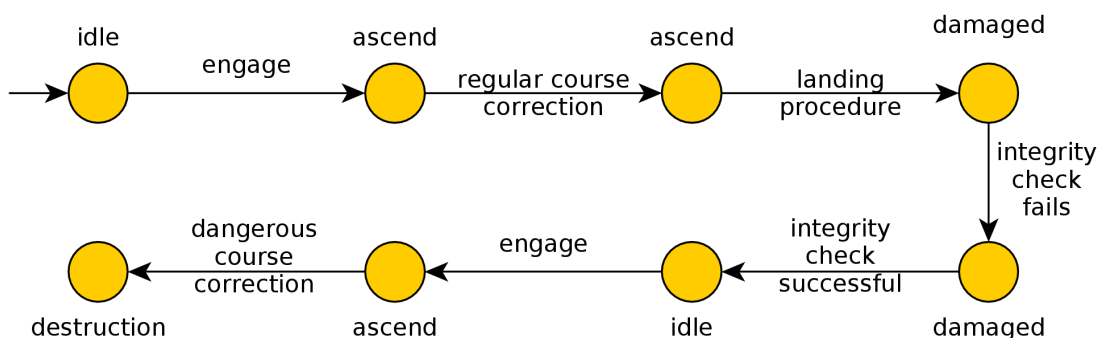 idle
engage
ascend
regular course
correction
ascend
landing
procedure
damaged
integrity
check
fails
damaged
integrity
check
successful
idle
engage
ascend
dangerous
course
correction
destruction